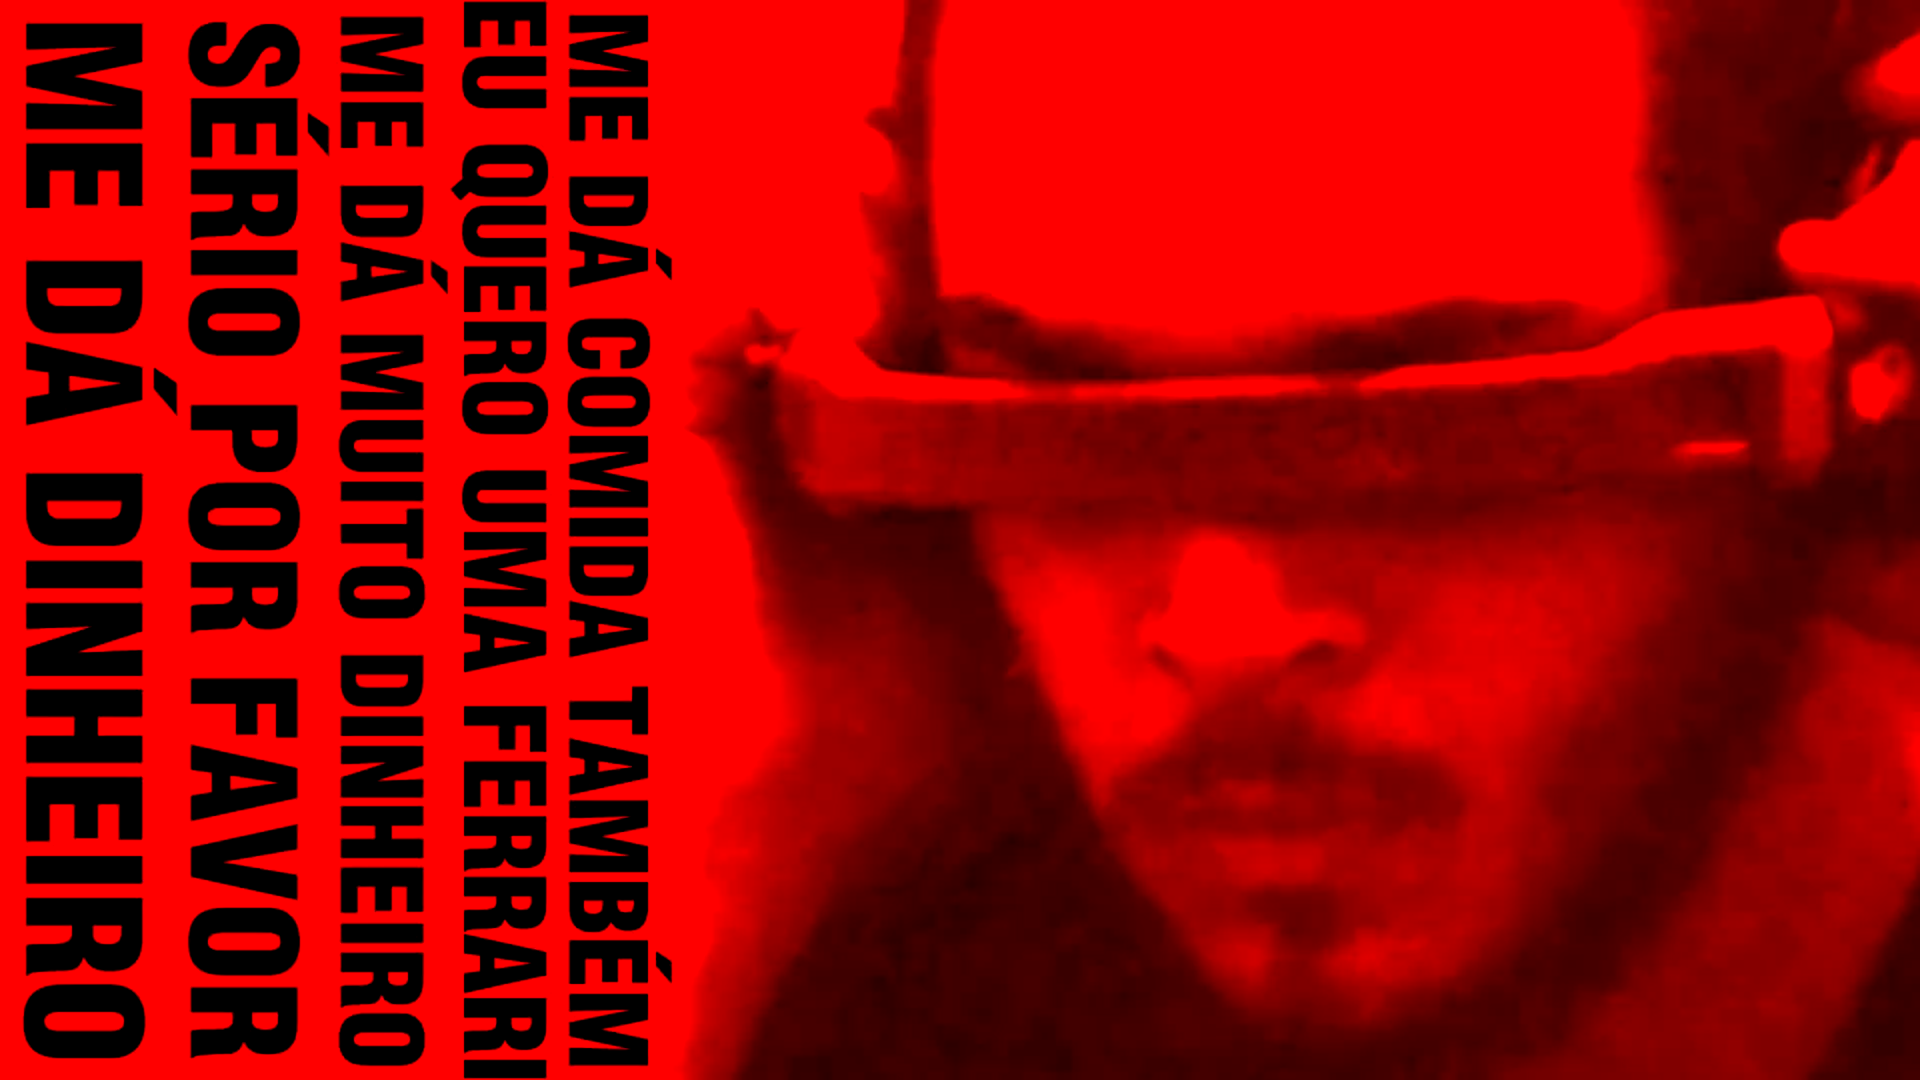 ME DÁ DINHEIRO
SÉRIO POR FAVOR
ME DÁ MUITO DINHEIRO
EU QUERO UMA FERRARI
ME DÁ COMIDA TAMBÉM